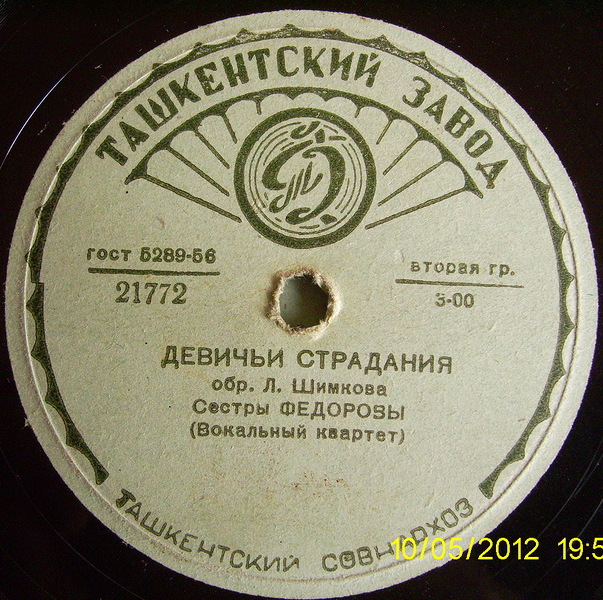 ТАШКЕНТСКИЙ ЗАВОД
гост 5289-56
21772
вторая гр.
3-00
ДЕВИЧЬИ СТРАДАНИЯ
обр. Л. Шимкова
Сестры ФЕДОРОВЫ
(Вокальный квартет)
ТАШКЕНТСКИЙ СОВНАРХОЗ
10/05/2012 19:5